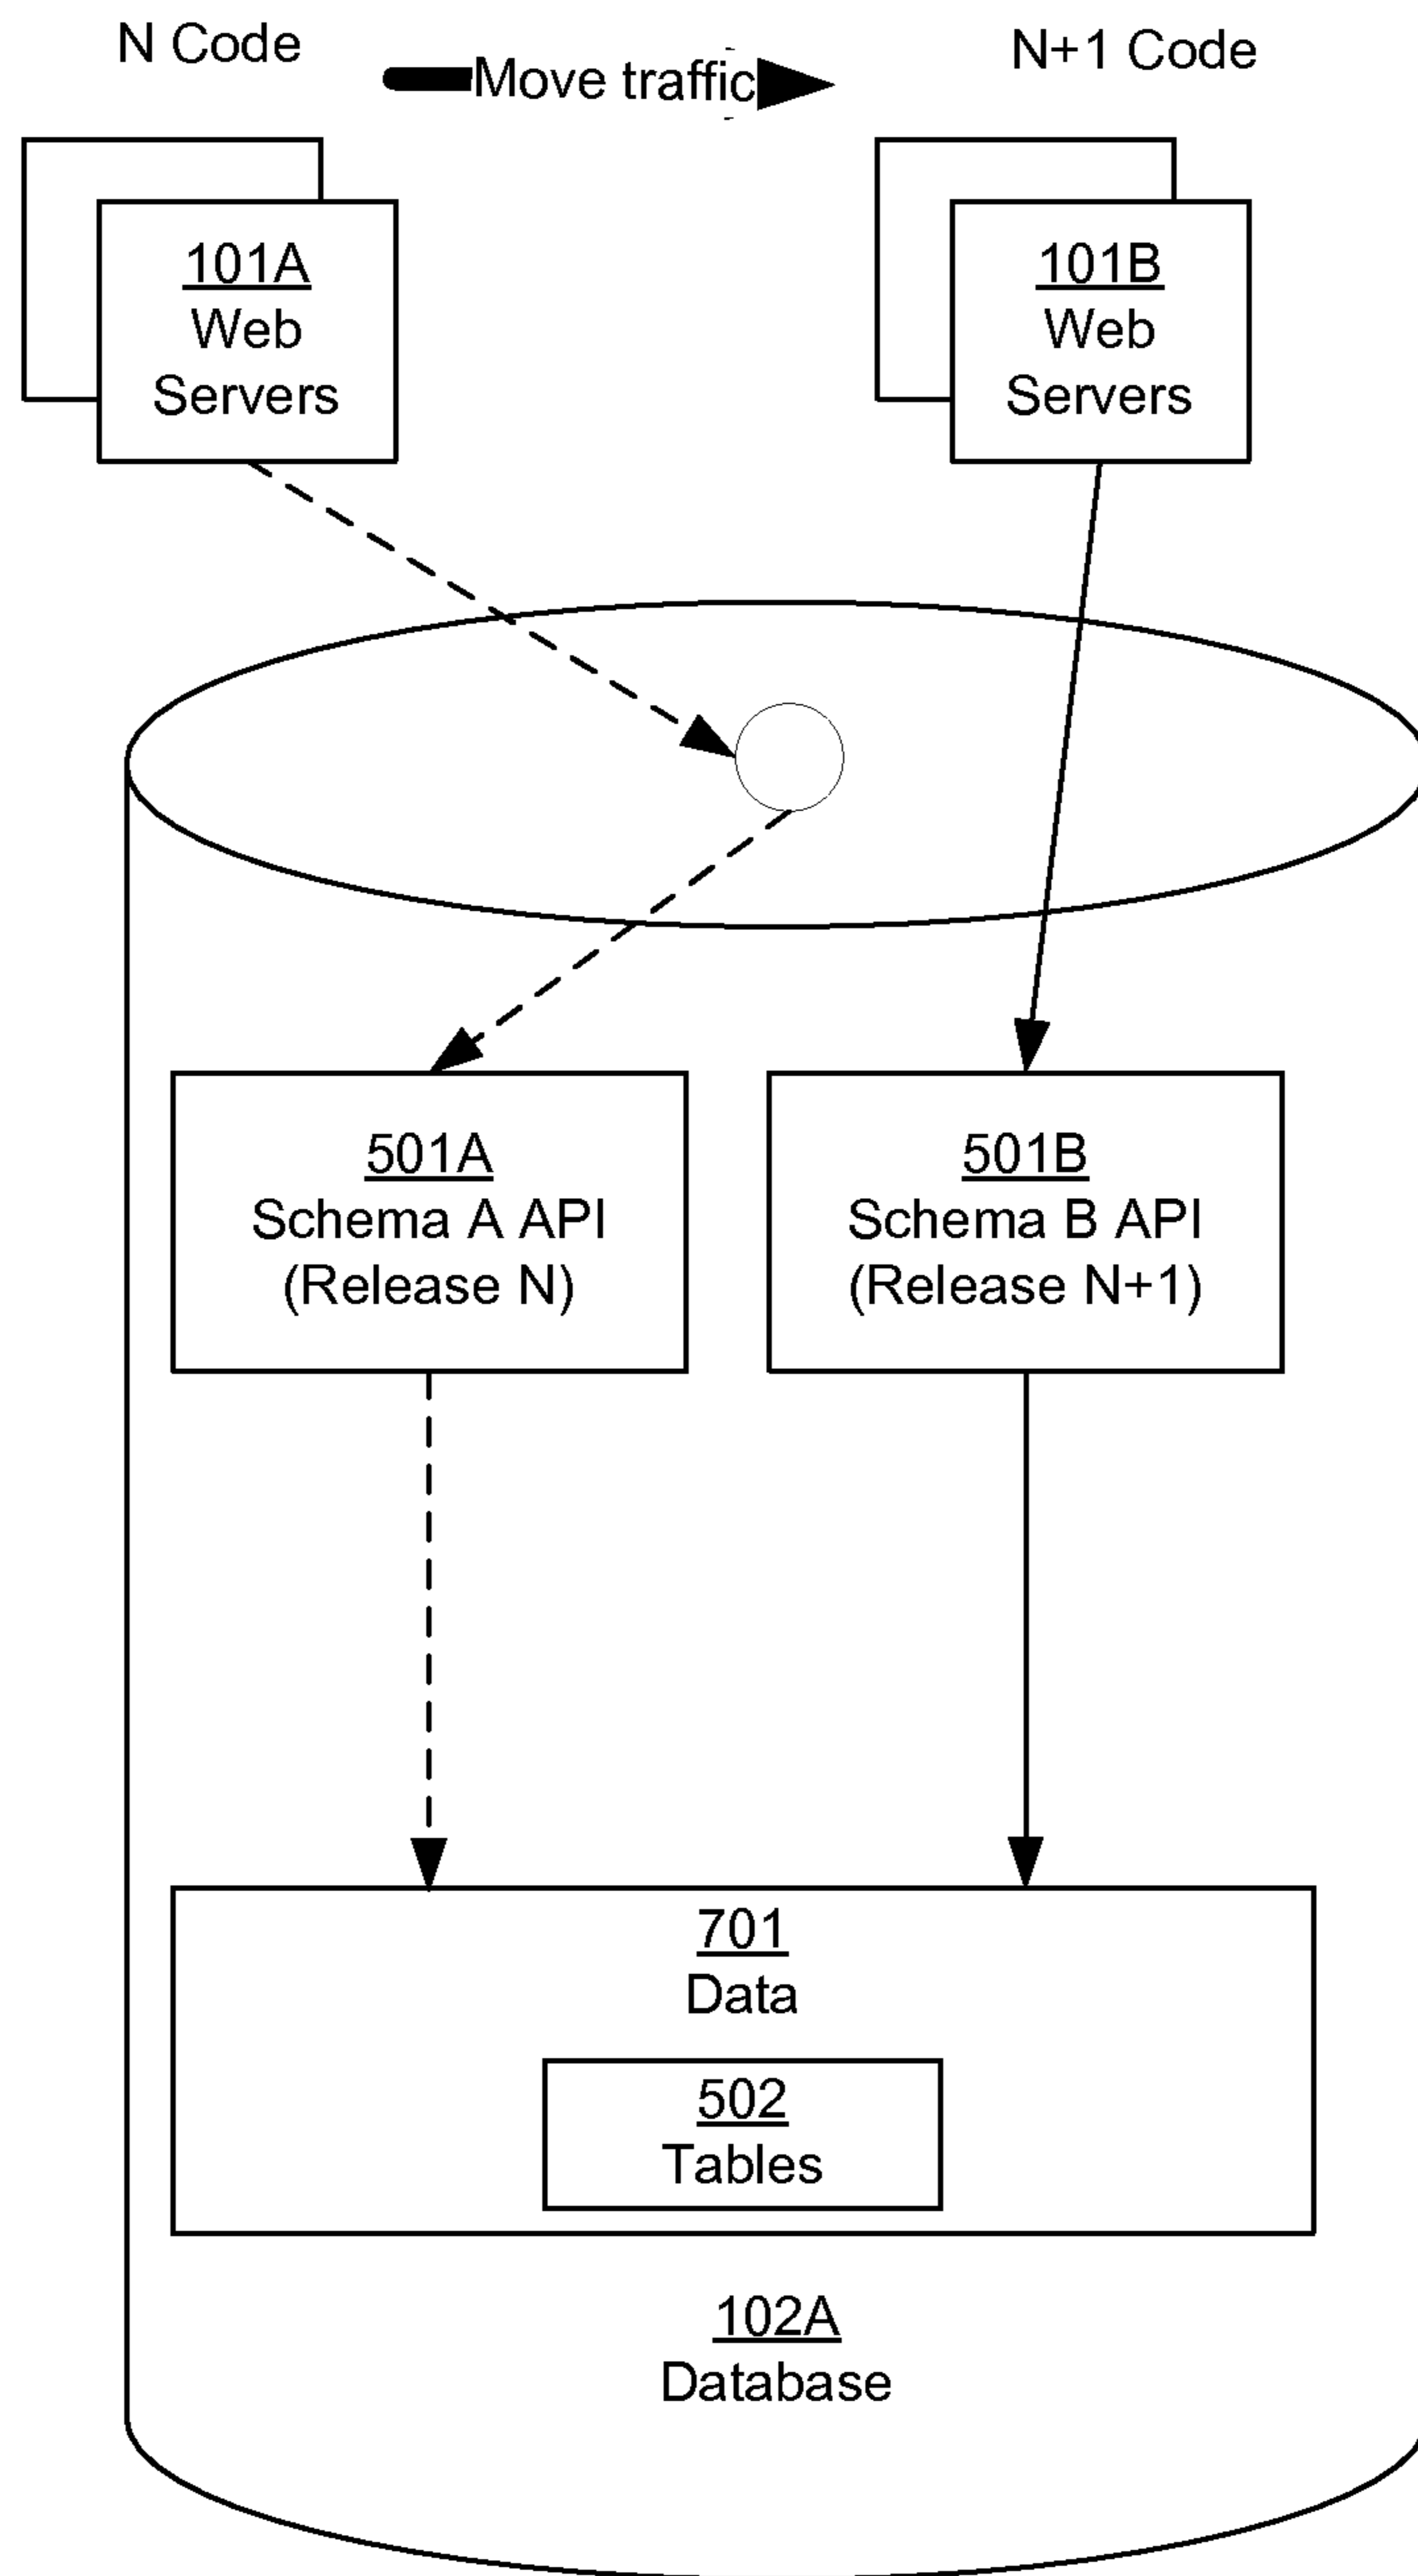 N Code
Move traffic
N+1 Code
101A
Web
Servers
101B
Web
Servers
501A
Schema A API
(Release N)
501B
Schema B API
(Release N+1)
701
Data
502
Tables
102A
Database